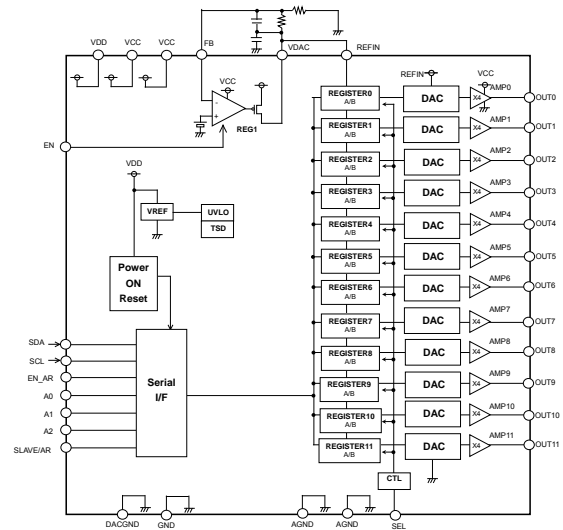 VDD
VCC
VCC
FB
VDAC
REFIN
VCC
REG1
-
+
EN
VDD
VREF
UVLO
TSD
Power
ON
Reset
SDA
SCL
EN_AR
A0
A1
A2
SLAVE/AR
Serial
I/F
REFIN
VCC
REGISTER0
A/B
DAC
X4
AMP0
OUT0
REGISTER1
A/B
DAC
X4
AMP1
OUT1
REGISTER2
A/B
DAC
X4
AMP2
OUT2
REGISTER3
A/B
DAC
X4
AMP3
OUT3
REGISTER4
A/B
DAC
X4
AMP4
OUT4
REGISTER5
A/B
DAC
X4
AMP5
OUT5
REGISTER6
A/B
DAC
X4
AMP6
OUT6
REGISTER7
A/B
DAC
X4
AMP7
OUT7
REGISTER8
A/B
DAC
X4
AMP8
OUT8
REGISTER9
A/B
DAC
X4
AMP9
OUT9
REGISTER10
A/B
DAC
X4
AMP10
OUT10
REGISTER11
A/B
DAC
X4
AMP11
OUT11
CTL
DACGND
GND
AGND
AGND
SEL